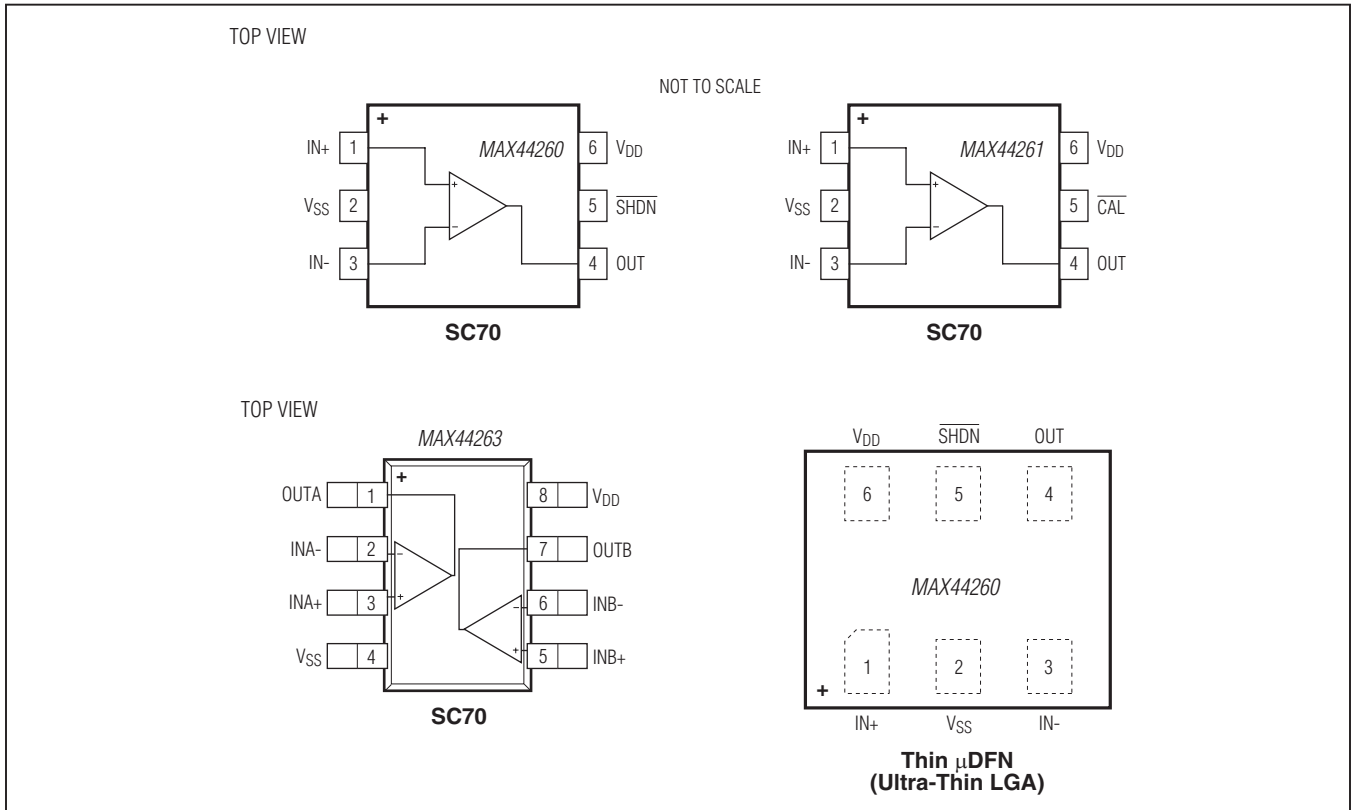 TOP VIEW
NOT TO SCALE
+
IN+ 1 MAX44260 6 VDD
+
VSS 2 5 SHDN
−
IN- 3 4 OUT
SC70
+
IN+ 1 MAX44261 6 VDD
+
VSS 2 5 CAL
−
IN- 3 4 OUT
SC70
TOP VIEW
MAX44263
+
OUTA 1 8 VDD
INA- 2 − 7 OUTB
INA+ 3 + − 6 INB-
VSS 4 + 5 INB+
SC70
VDD SHDN OUT
6 5 4
MAX44260
1 2 3
+
IN+ VSS IN-
Thin μDFN
(Ultra-Thin LGA)